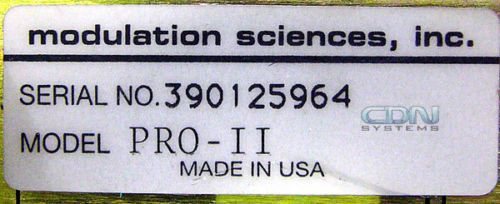 modulation sciences, inc.
SERIAL NO. 390125964
CDN
SYSTEMS
MODEL PRO-II
MADE IN USA